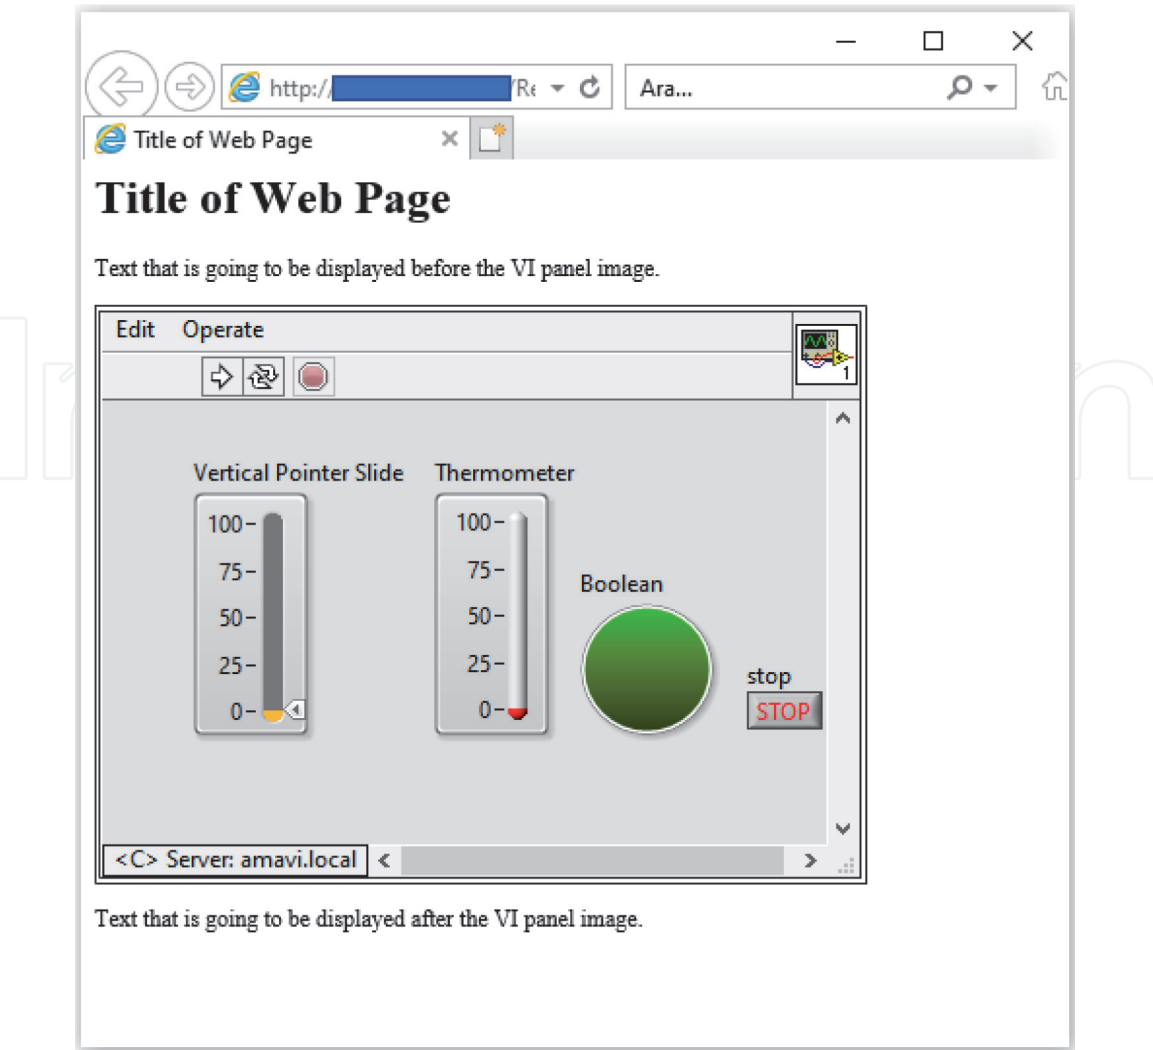 http://
/Re
Ara...
Title of Web Page
Title of Web Page
Text that is going to be displayed before the VI panel image.
Edit Operate
1
Vertical Pointer Slide Thermometer
100 100
75 75
Boolean
50 50
25 25
stop
0 0
STOP
<C> Server: amavi.local
Text that is going to be displayed after the VI panel image.